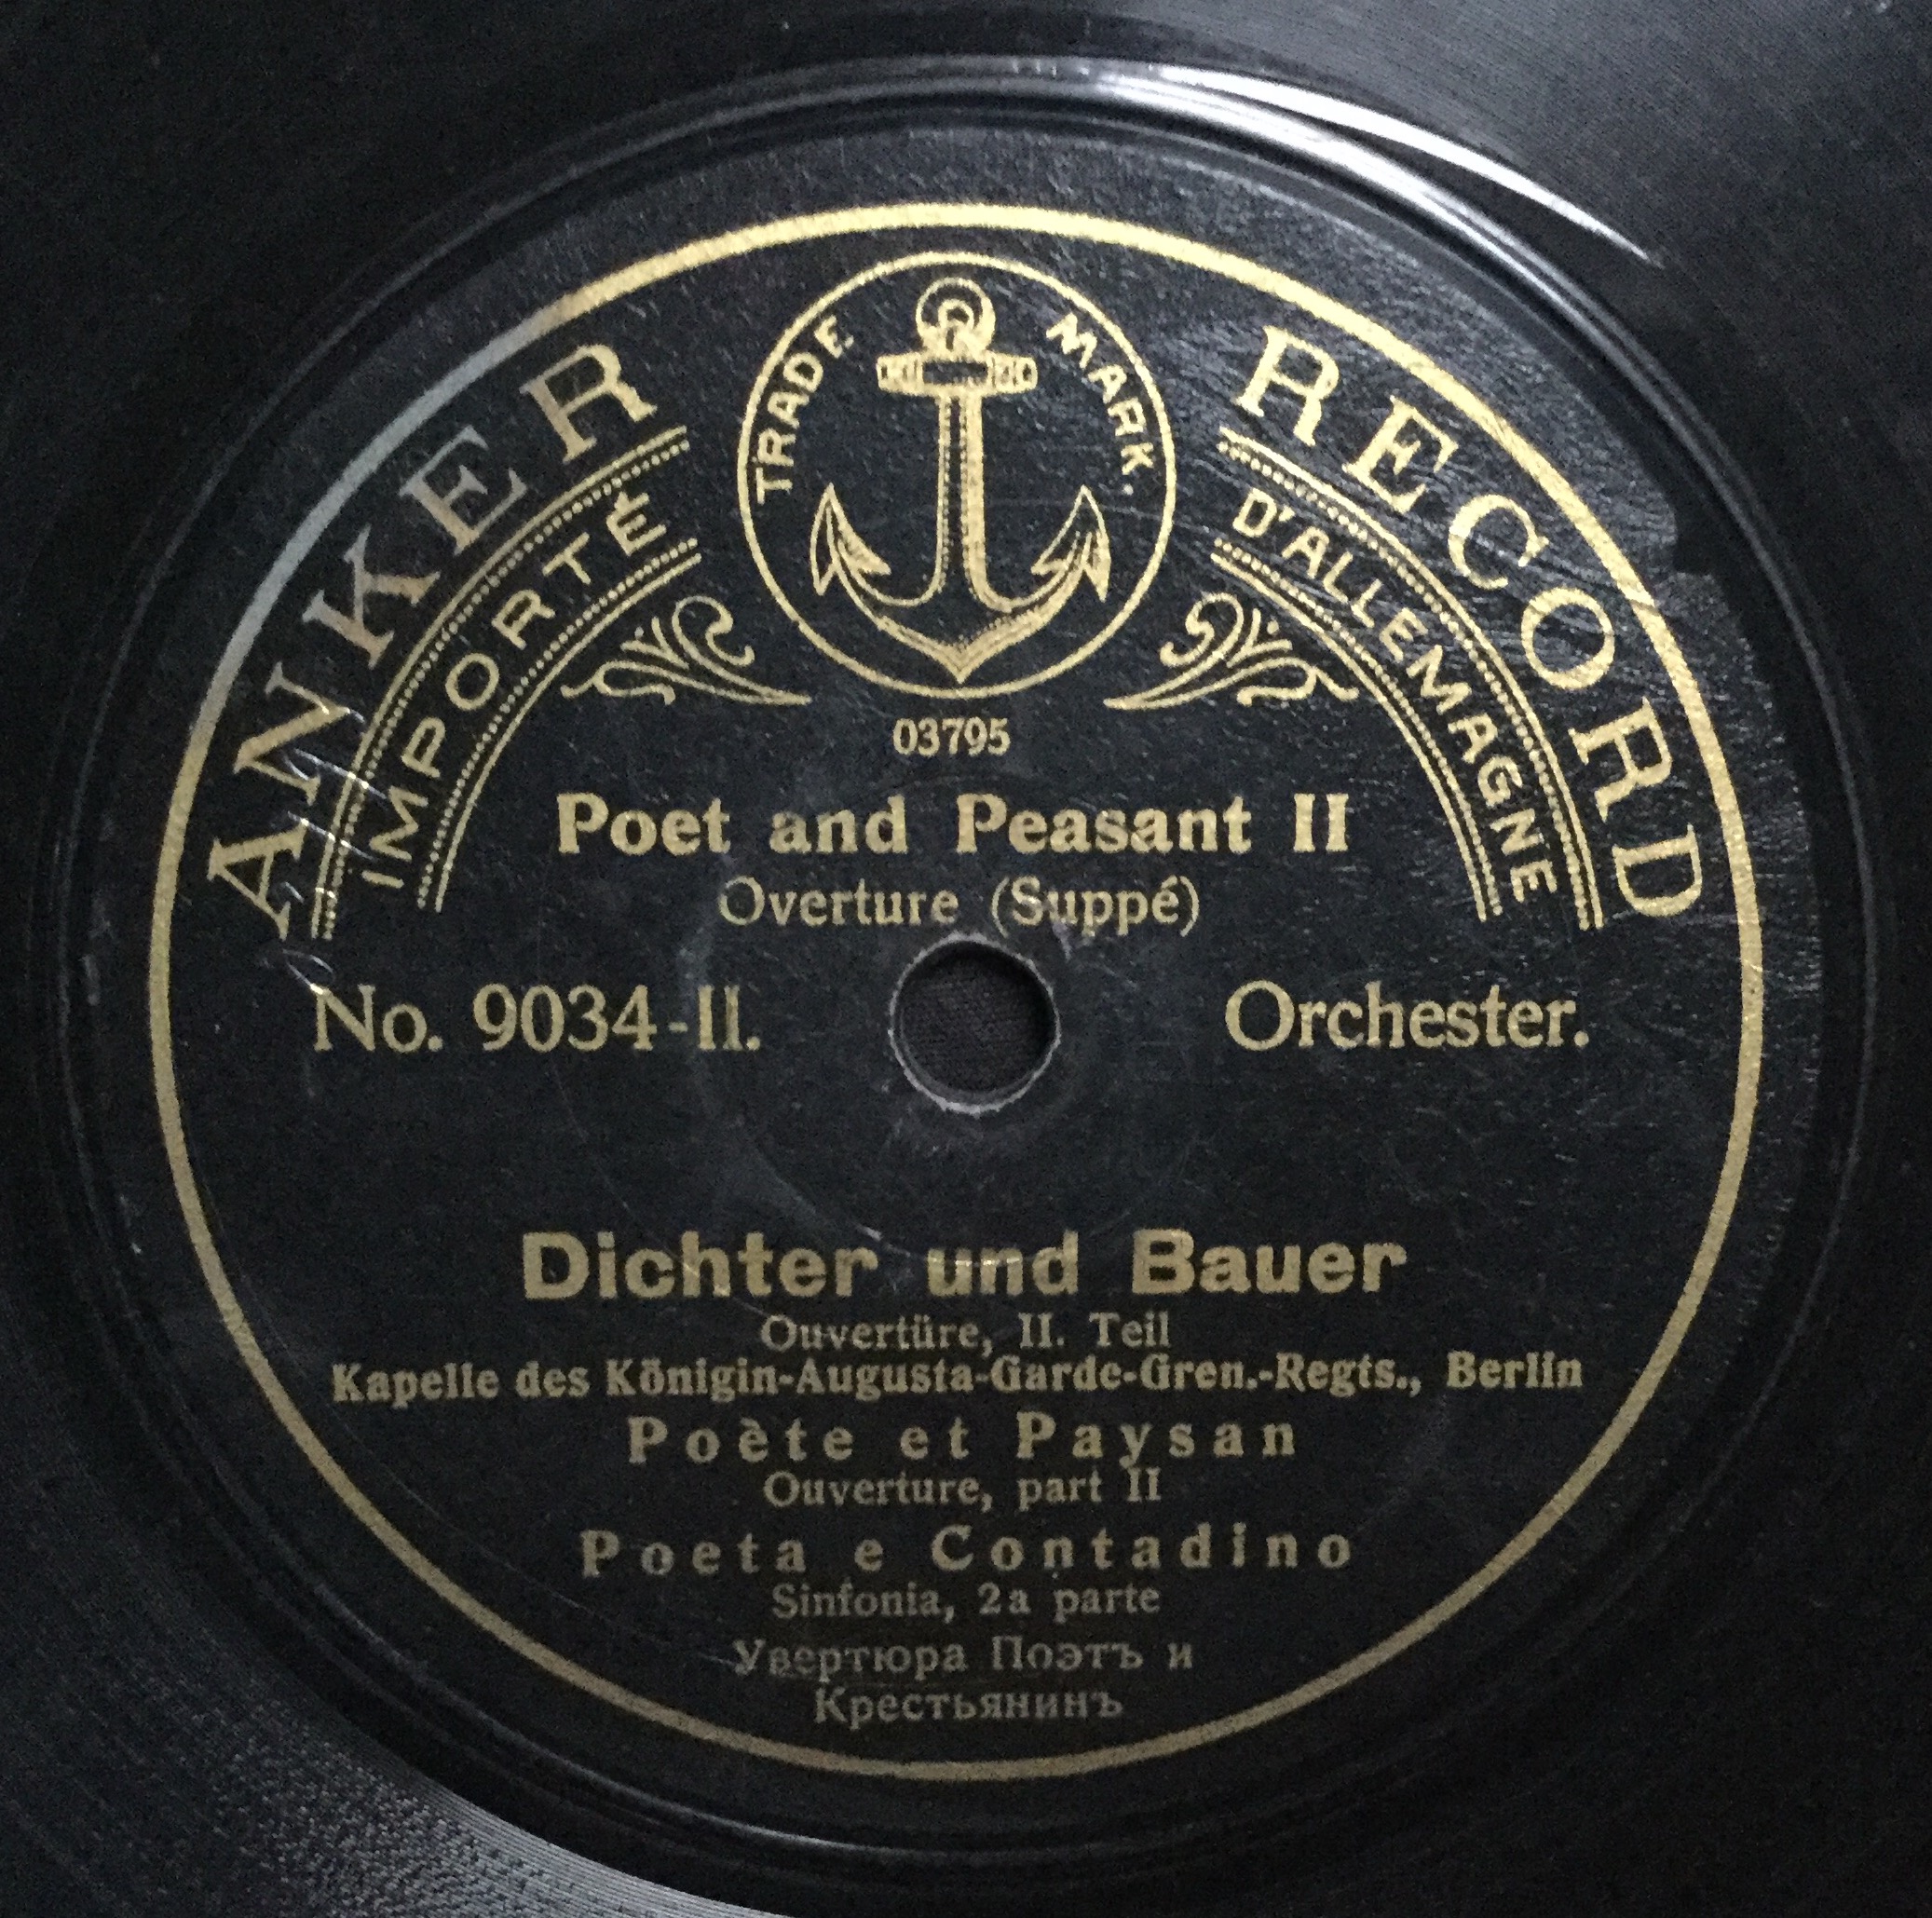 ANKER RECORD
IMPORTÉ D'ALLEMAGNE
TRADE MARK.
03795
Poet and Peasant II
Overture (Suppé)
No. 9034-II. Orchester.
Dichter und Bauer
Ouvertüre, II. Teil
Kapelle des Königin-Augusta-Garde-Gren.-Regts., Berlin
Poète et Paysan
Ouverture, part II
Poeta e Contadino
Sinfonia, 2a parte
Увертюра Поэтъ и
Крестьянинъ